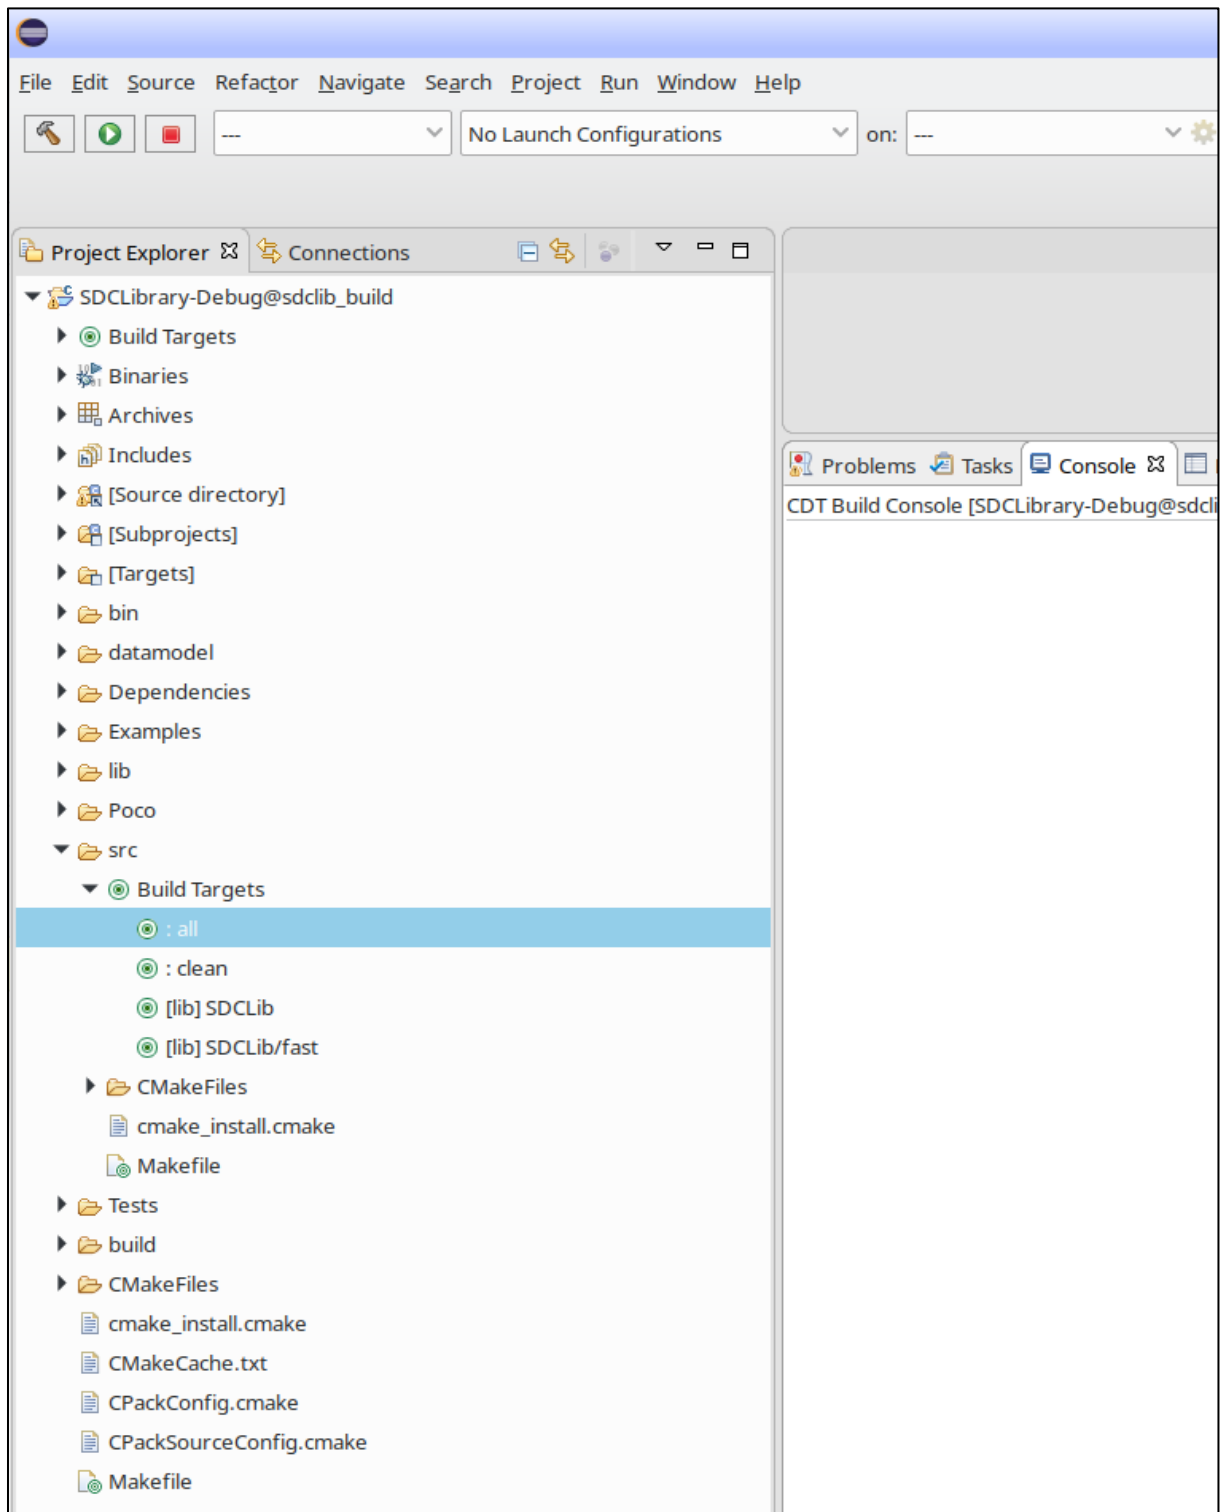 File Edit Source Refactor Navigate Search Project Run Window Help
--- No Launch Configurations on: ---
Project Explorer Connections
SDCLibrary-Debug@sdclib_build
Build Targets
Binaries
Archives
Includes
[Source directory]
[Subprojects]
[Targets]
bin
datamodel
Dependencies
Examples
lib
Poco
src
Build Targets
: all
: clean
[lib] SDCLib
[lib] SDCLib/fast
CMakeFiles
cmake_install.cmake
Makefile
Tests
build
CMakeFiles
cmake_install.cmake
CMakeCache.txt
CPackConfig.cmake
CPackSourceConfig.cmake
Makefile
Problems Tasks Console
CDT Build Console [SDCLibrary-Debug@sdcli